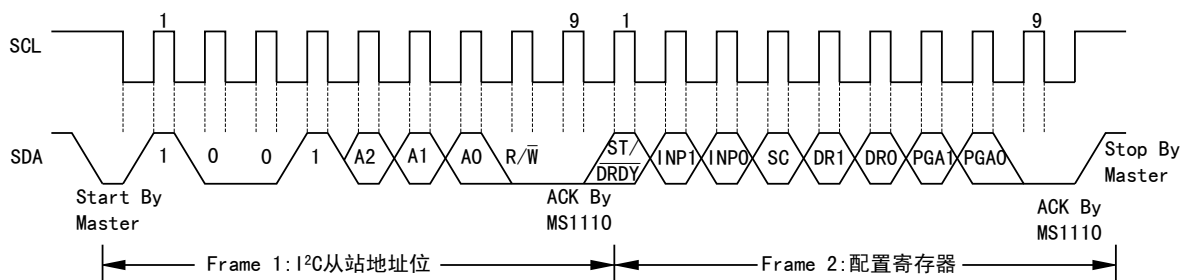 1 9 1 9
SCL
SDA
1 0 0 1 A2 A1 A0 R/W̅ ST/ INP1 INP0 SC DR1 DR0 PGA1 PGA0
D̅R̅D̅Y̅
Start By
Master
ACK By
MS1110
ACK By
MS1110
Stop By
Master
Frame 1:I²C从站地址位
Frame 2:配置寄存器